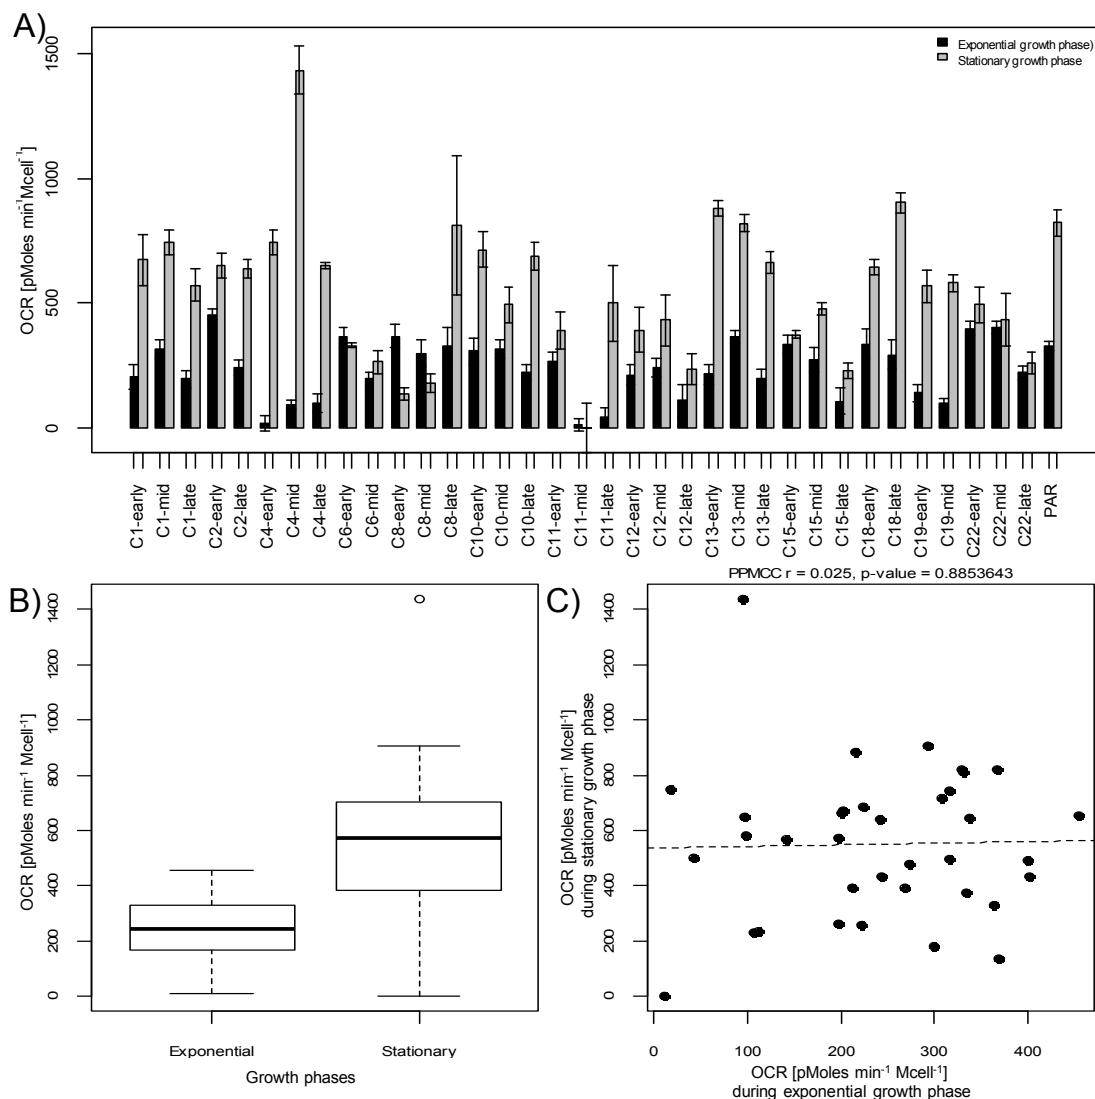 A)
Exponential growth phase)
Stationary growth phase
OCR [pMoles min⁻¹Mcell⁻¹]
1500
1000
500
0
C1-early
C1-mid
C1-late
C2-early
C2-late
C4-early
C4-mid
C4-late
C6-early
C6-mid
C8-early
C8-mid
C8-late
C10-early
C10-mid
C10-late
C11-early
C11-mid
C11-late
C12-early
C12-mid
C12-late
C13-early
C13-mid
C13-late
C15-early
C15-mid
C15-late
C18-early
C18-late
C19-early
C19-mid
C22-early
C22-mid
C22-late
PAR
B)
OCR [pMoles min⁻¹ Mcell⁻¹]
1400
1200
1000
800
600
400
200
0
Exponential
Stationary
Growth phases
C)
PPMCC r = 0.025, p-value = 0.8853643
OCR [pMoles min⁻¹ Mcell⁻¹]
during stationary growth phase
1400
1200
1000
800
600
400
200
0
0 100 200 300 400
OCR [pMoles min⁻¹ Mcell⁻¹]
during exponential growth phase